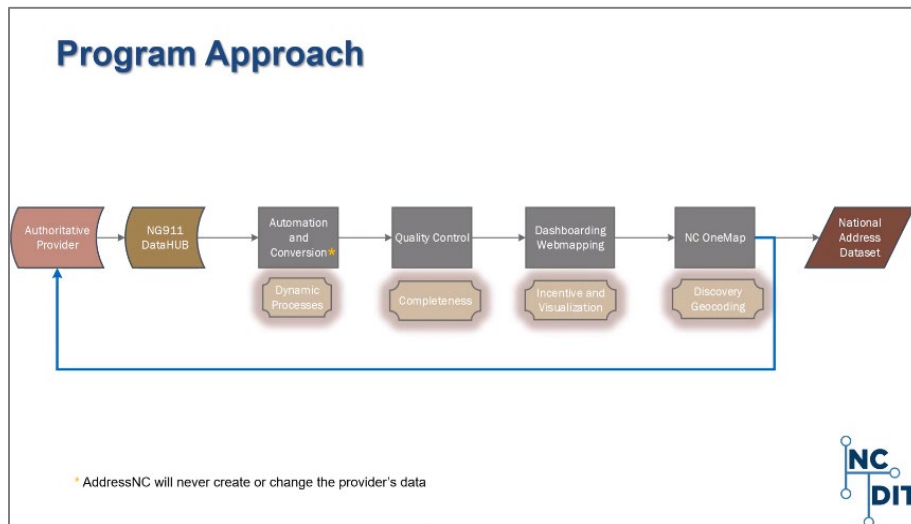 Program Approach
Authoritative
Provider
NG911
DataHUB
Automation
and
Conversion*
Quality Control
Dashboarding
Webmapping
NC OneMap
National
Address
Dataset
Dynamic
Processes
Completeness
Incentive and
Visualization
Discovery
Geocoding
* AddressNC will never create or change the provider's data
NC
DIT